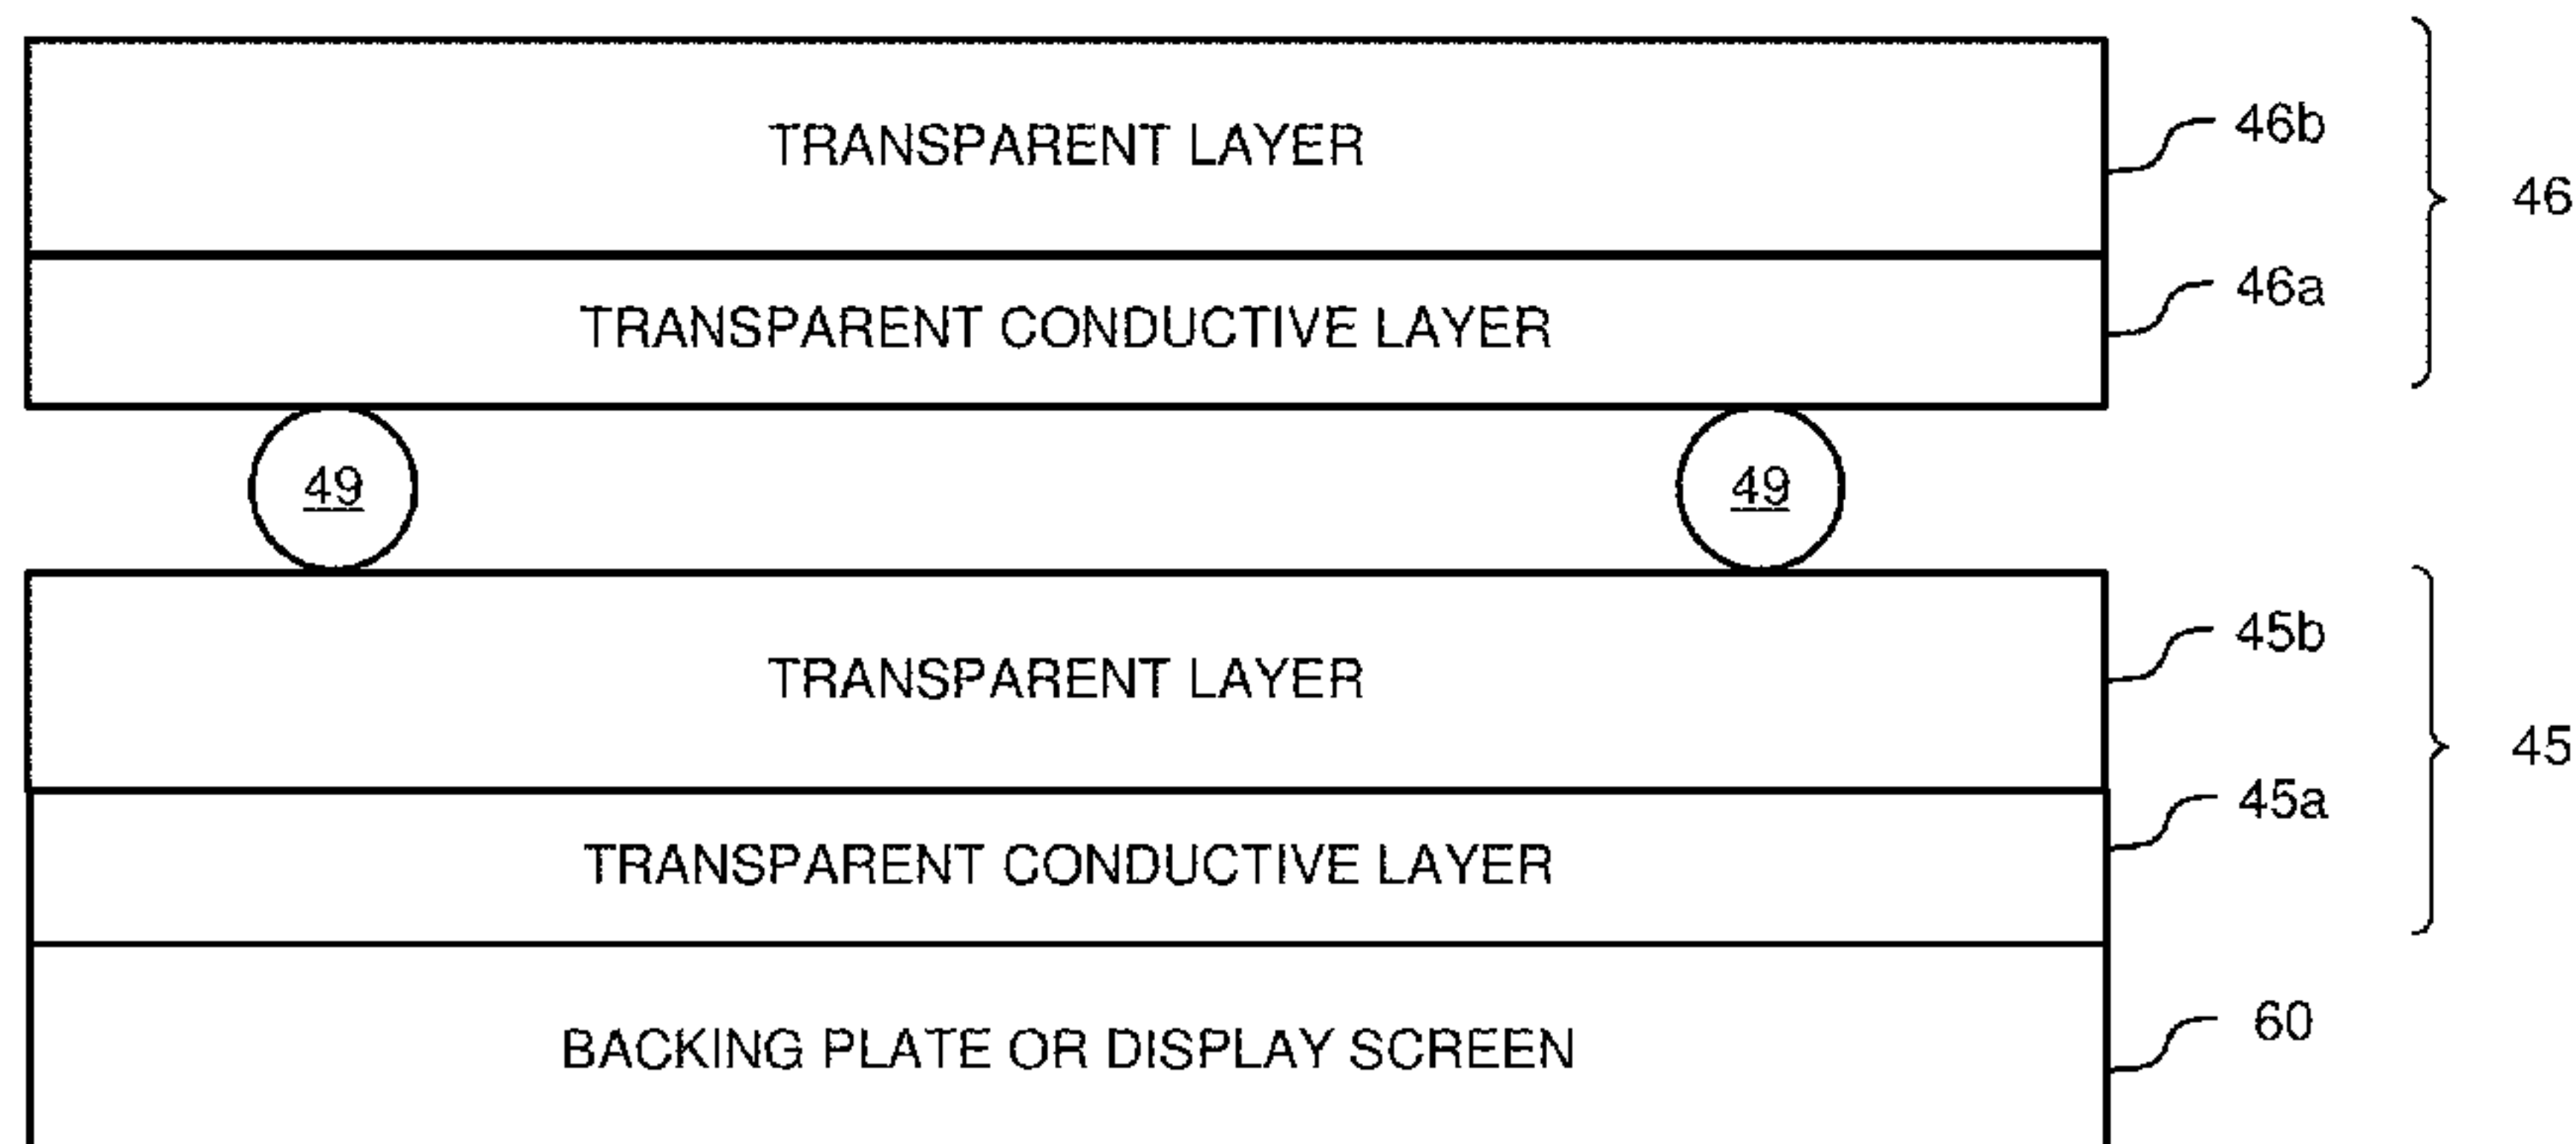 TRANSPARENT LAYER 46b
46
TRANSPARENT CONDUCTIVE LAYER 46a
49 49
TRANSPARENT LAYER 45b
45
TRANSPARENT CONDUCTIVE LAYER 45a
BACKING PLATE OR DISPLAY SCREEN 60